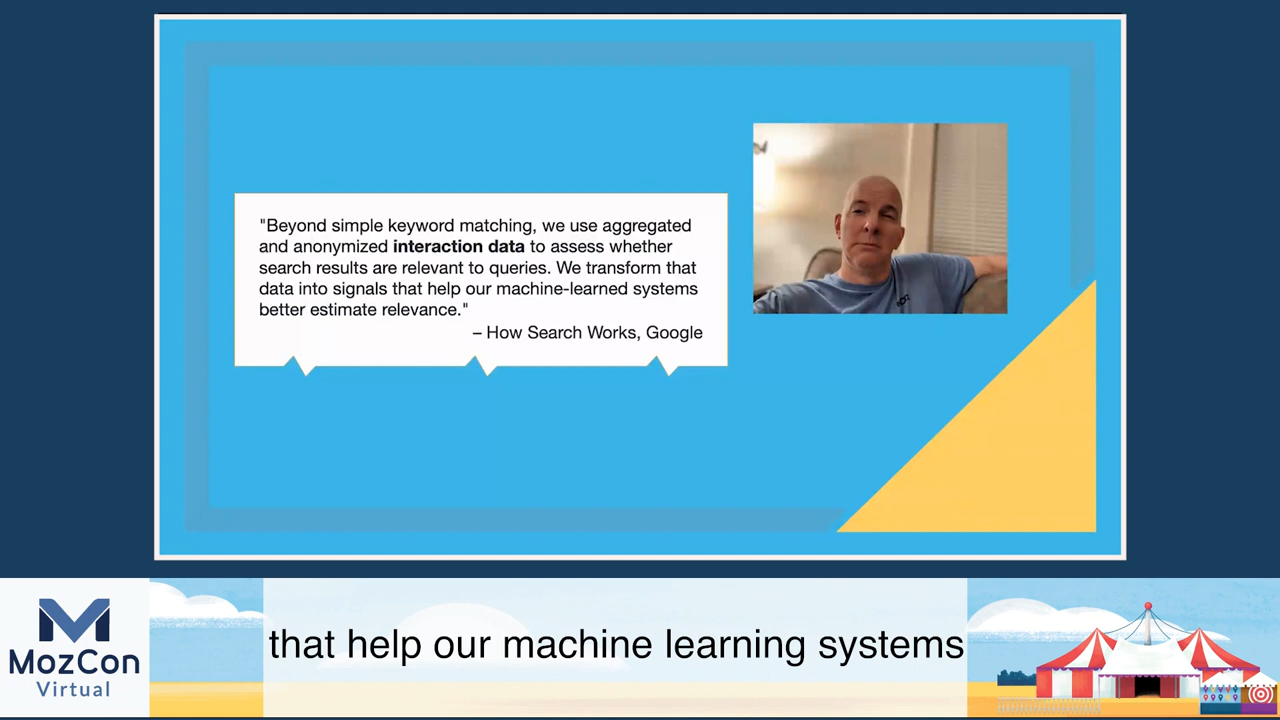 "Beyond simple keyword matching, we use aggregated
and anonymized interaction data to assess whether
search results are relevant to queries. We transform that
data into signals that help our machine-learned systems
better estimate relevance."
– How Search Works, Google
that help our machine learning systems
MozCon
Virtual